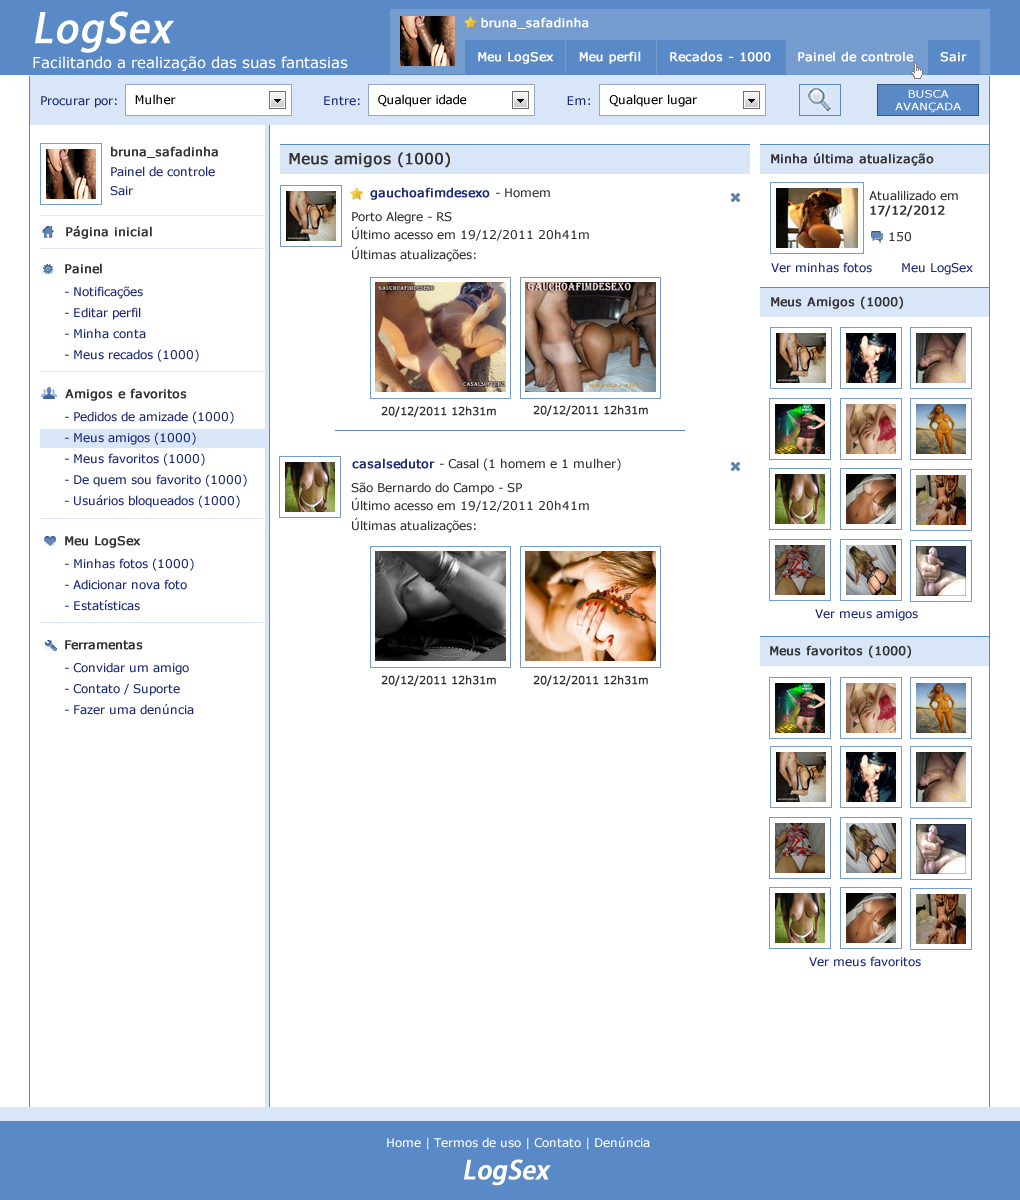 LogSex
Facilitando a realização das suas fantasias
bruna_safadinha
Meu LogSex
Meu perfil
Recados - 1000
Painel de controle
Sair
Procurar por:
Mulher
Entre:
Qualquer idade
Em:
Qualquer lugar
BUSCA
AVANÇADA
bruna_safadinha
Painel de controle
Sair
Página inicial
Painel
- Notificações
- Editar perfil
- Minha conta
- Meus recados (1000)
Amigos e favoritos
- Pedidos de amizade (1000)
- Meus amigos (1000)
- Meus favoritos (1000)
- De quem sou favorito (1000)
- Usuários bloqueados (1000)
Meu LogSex
- Minhas fotos (1000)
- Adicionar nova foto
- Estatísticas
Ferramentas
- Convidar um amigo
- Contato / Suporte
- Fazer uma denúncia
Meus amigos (1000)
gauchoafimdesexo - Homem
Porto Alegre - RS
Último acesso em 19/12/2011 20h41m
Últimas atualizações:
GAUCHOAFIMDESEXO
GAUCHOAFIMDESEXO
20/12/2011 12h31m
20/12/2011 12h31m
casalsedutor - Casal (1 homem e 1 mulher)
São Bernardo do Campo - SP
Último acesso em 19/12/2011 20h41m
Últimas atualizações:
20/12/2011 12h31m
20/12/2011 12h31m
Minha última atualização
Atualilizado em
17/12/2012
150
Ver minhas fotos
Meu LogSex
Meus Amigos (1000)
Ver meus amigos
Meus favoritos (1000)
Ver meus favoritos
Home | Termos de uso | Contato | Denúncia
LogSex